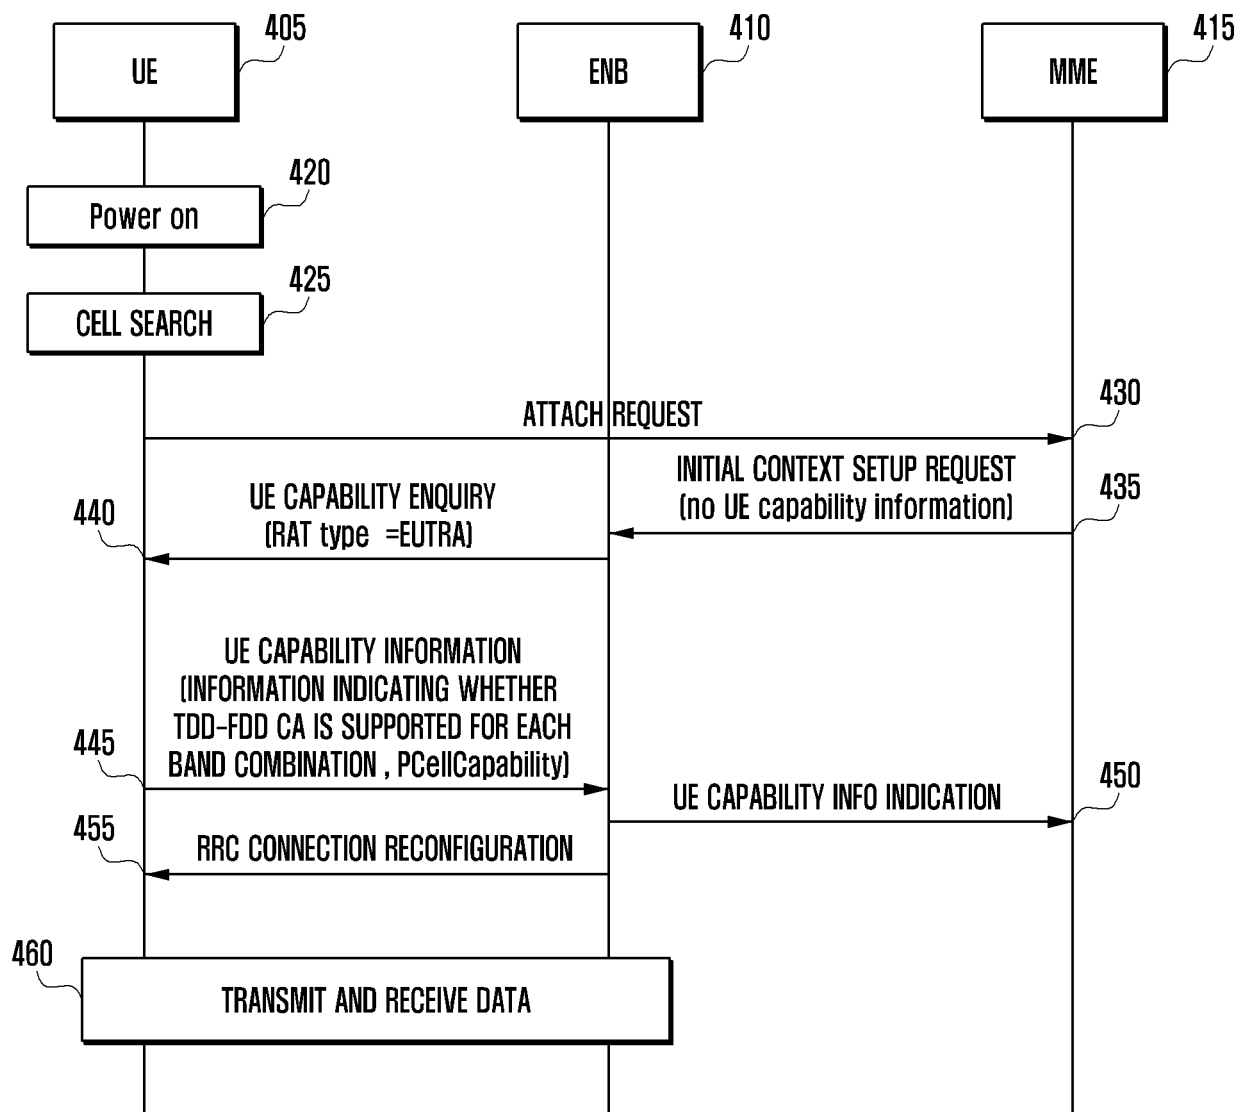 405
410
415
UE
ENB
MME
420
Power on
425
CELL SEARCH
430
ATTACH REQUEST
INITIAL CONTEXT SETUP REQUEST
(no UE capability information)
435
UE CAPABILITY ENQUIRY
(RAT type =EUTRA)
440
UE CAPABILITY INFORMATION
(INFORMATION INDICATING WHETHER
TDD-FDD CA IS SUPPORTED FOR EACH
BAND COMBINATION , PCellCapability)
445
450
UE CAPABILITY INFO INDICATION
455
RRC CONNECTION RECONFIGURATION
460
TRANSMIT AND RECEIVE DATA